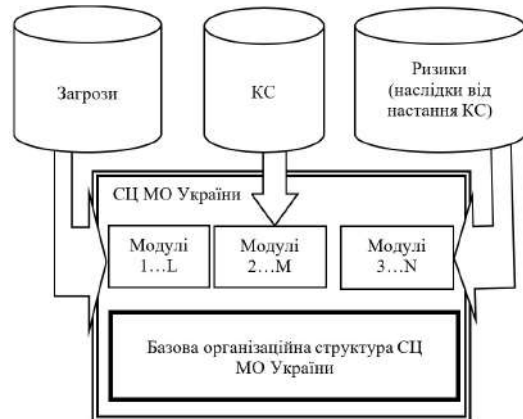 Загрози
КС
Ризики
(наслідки від
настання КС)
СЦ МО України
Модулі
1…L
Модулі
2…M
Модулі
3…N
Базова організаційна структура СЦ
МО України